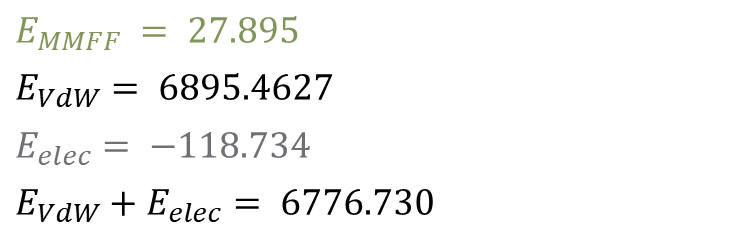 E_MMFF = 27.895
E_VdW = 6895.4627
E_elec = −118.734
E_VdW + E_elec = 6776.730